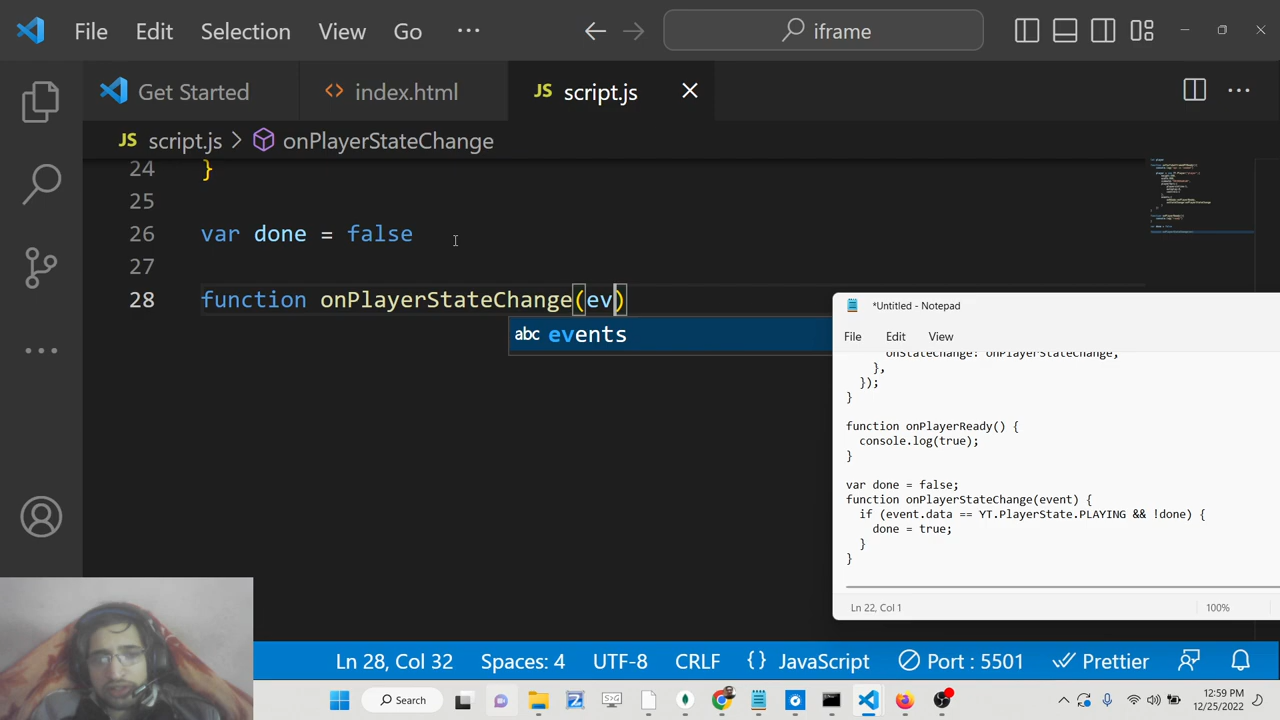 File Edit Selection View Go ··· iframe
Get Started index.html JS script.js
JS script.js > onPlayerStateChange
24 }
25
26 var done = false
27
28 function onPlayerStateChange(ev)
abc events
*Untitled - Notepad
File Edit View
onStateChange: onPlayerStateChange,
},
});
}
function onPlayerReady() {
console.log(true);
}
var done = false;
function onPlayerStateChange(event) {
if (event.data == YT.PlayerState.PLAYING && !done) {
done = true;
}
}
Ln 22, Col 1 100%
Ln 28, Col 32 Spaces: 4 UTF-8 CRLF {} JavaScript Port : 5501 Prettier
Search
12:59 PM
12/25/2022